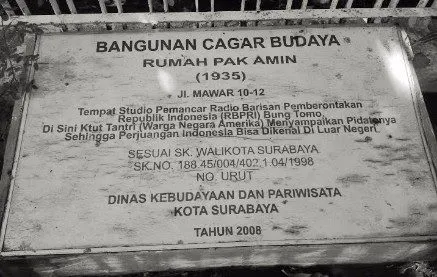 BANGUNAN CAGAR BUDAYA
RUMAH PAK AMIN
(1935)
Jl. MAWAR 10-12
Tempat Studio Pemancar Radio Barisan Pemberontakan
Republik Indonesia (RBPRI) Bung Tomo.
Di Sini Ktut Tantri (Warga Negara Amerika) Menyampaikan Pidatonya
Sehingga Perjuangan Indonesia Bisa Dikenal Di Luar Negeri.
SESUAI SK. WALIKOTA SURABAYA
SK.NO. 188.45/004/402.1.04/1998
NO. URUT
DINAS KEBUDAYAAN DAN PARIWISATA
KOTA SURABAYA
TAHUN 2008